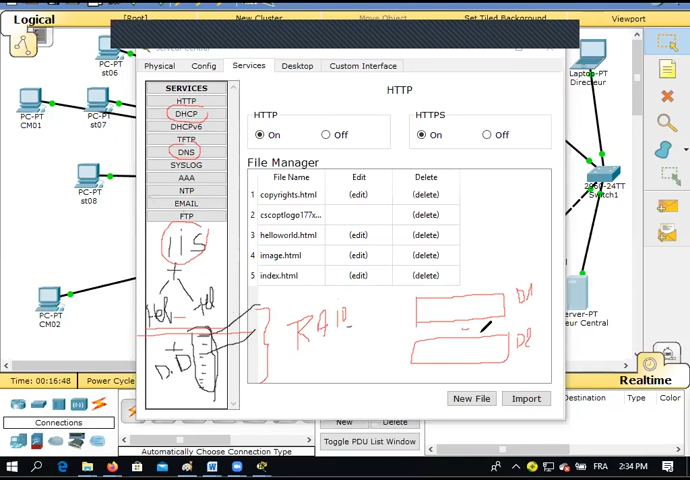 Logical
[Root]
New Cluster
Move Object
Set Tiled Background
Viewport
Physical
Config
Services
Desktop
Custom Interface
SERVICES
HTTP
DHCP
DHCPv6
TFTP
DNS
SYSLOG
AAA
NTP
EMAIL
FTP
HTTP
HTTP
On
Off
HTTPS
On
Off
File Manager
File Name
Edit
Delete
1 copyrights.html (edit) (delete)
2 cscoptlogo177x... (delete)
3 helloworld.html (edit) (delete)
4 image.html (edit) (delete)
5 index.html (edit) (delete)
New File
Import
PC-PT
st06
PC-PT
CM01
PC-PT
st07
PC-PT
st08
PC-PT
CM02
Laptop-PT
Directeur
2960-24TT
Switch1
erver-PT
eur Central
iiS
+
+
D.D
RAID
D1
D2
Time: 00:16:48
Power Cycle
Realtime
Connections
New
Delete
Toggle PDU List Window
Automatically Choose Connection Type
Destination
Type
Color
FRA
2:34 PM